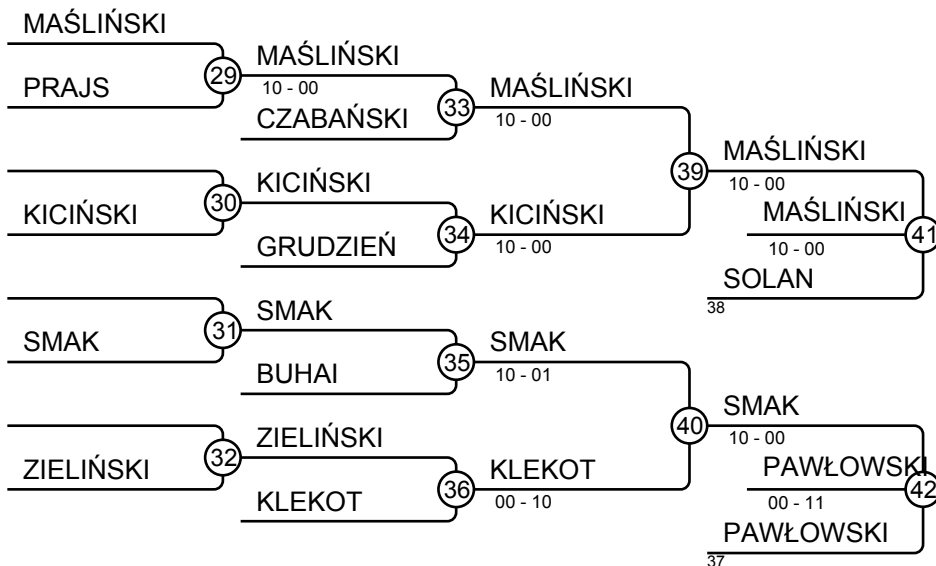 MAŚLIŃSKI
PRAJS
29
MAŚLIŃSKI
10 - 00
CZABAŃSKI
33
MAŚLIŃSKI
10 - 00
30
KICIŃSKI
KICIŃSKI
GRUDZIEŃ
34
KICIŃSKI
10 - 00
39
MAŚLIŃSKI
10 - 00
MAŚLIŃSKI
10 - 00
41
SOLAN
38
31
SMAK
SMAK
BUHAI
35
SMAK
10 - 01
32
ZIELIŃSKI
ZIELIŃSKI
KLEKOT
36
KLEKOT
00 - 10
40
SMAK
10 - 00
PAWŁOWSKI
00 - 11
42
PAWŁOWSKI
37